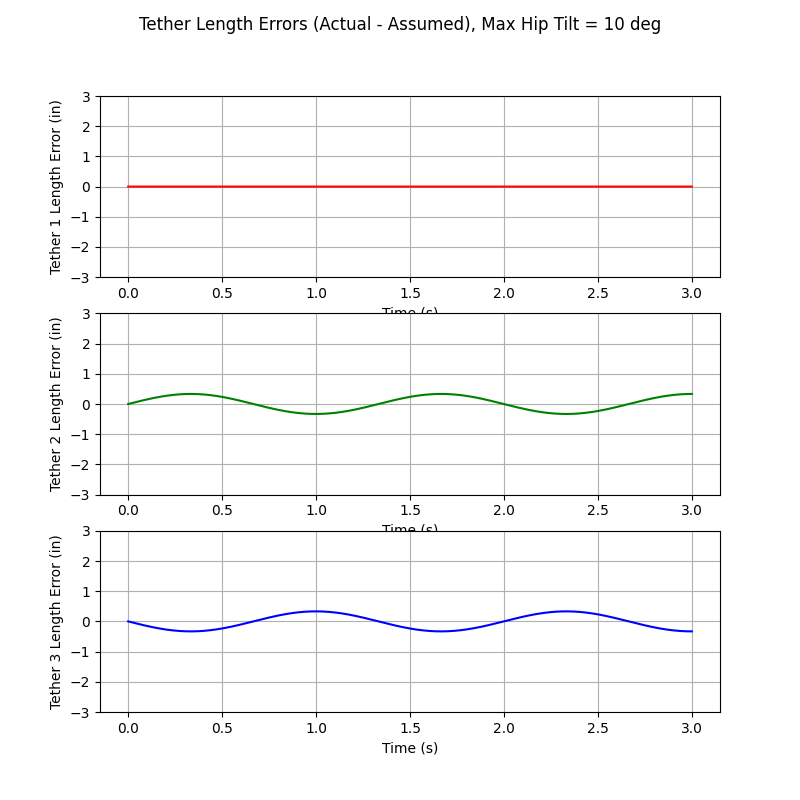 Tether Length Errors (Actual - Assumed), Max Hip Tilt = 10 deg
Tether 1 Length Error (in)
3
2
1
0
−1
−2
−3
0.0 0.5 1.0 1.5 2.0 2.5 3.0
Time (s)
Tether 2 Length Error (in)
3
2
1
0
−1
−2
−3
0.0 0.5 1.0 1.5 2.0 2.5 3.0
Time (s)
Tether 3 Length Error (in)
3
2
1
0
−1
−2
−3
0.0 0.5 1.0 1.5 2.0 2.5 3.0
Time (s)